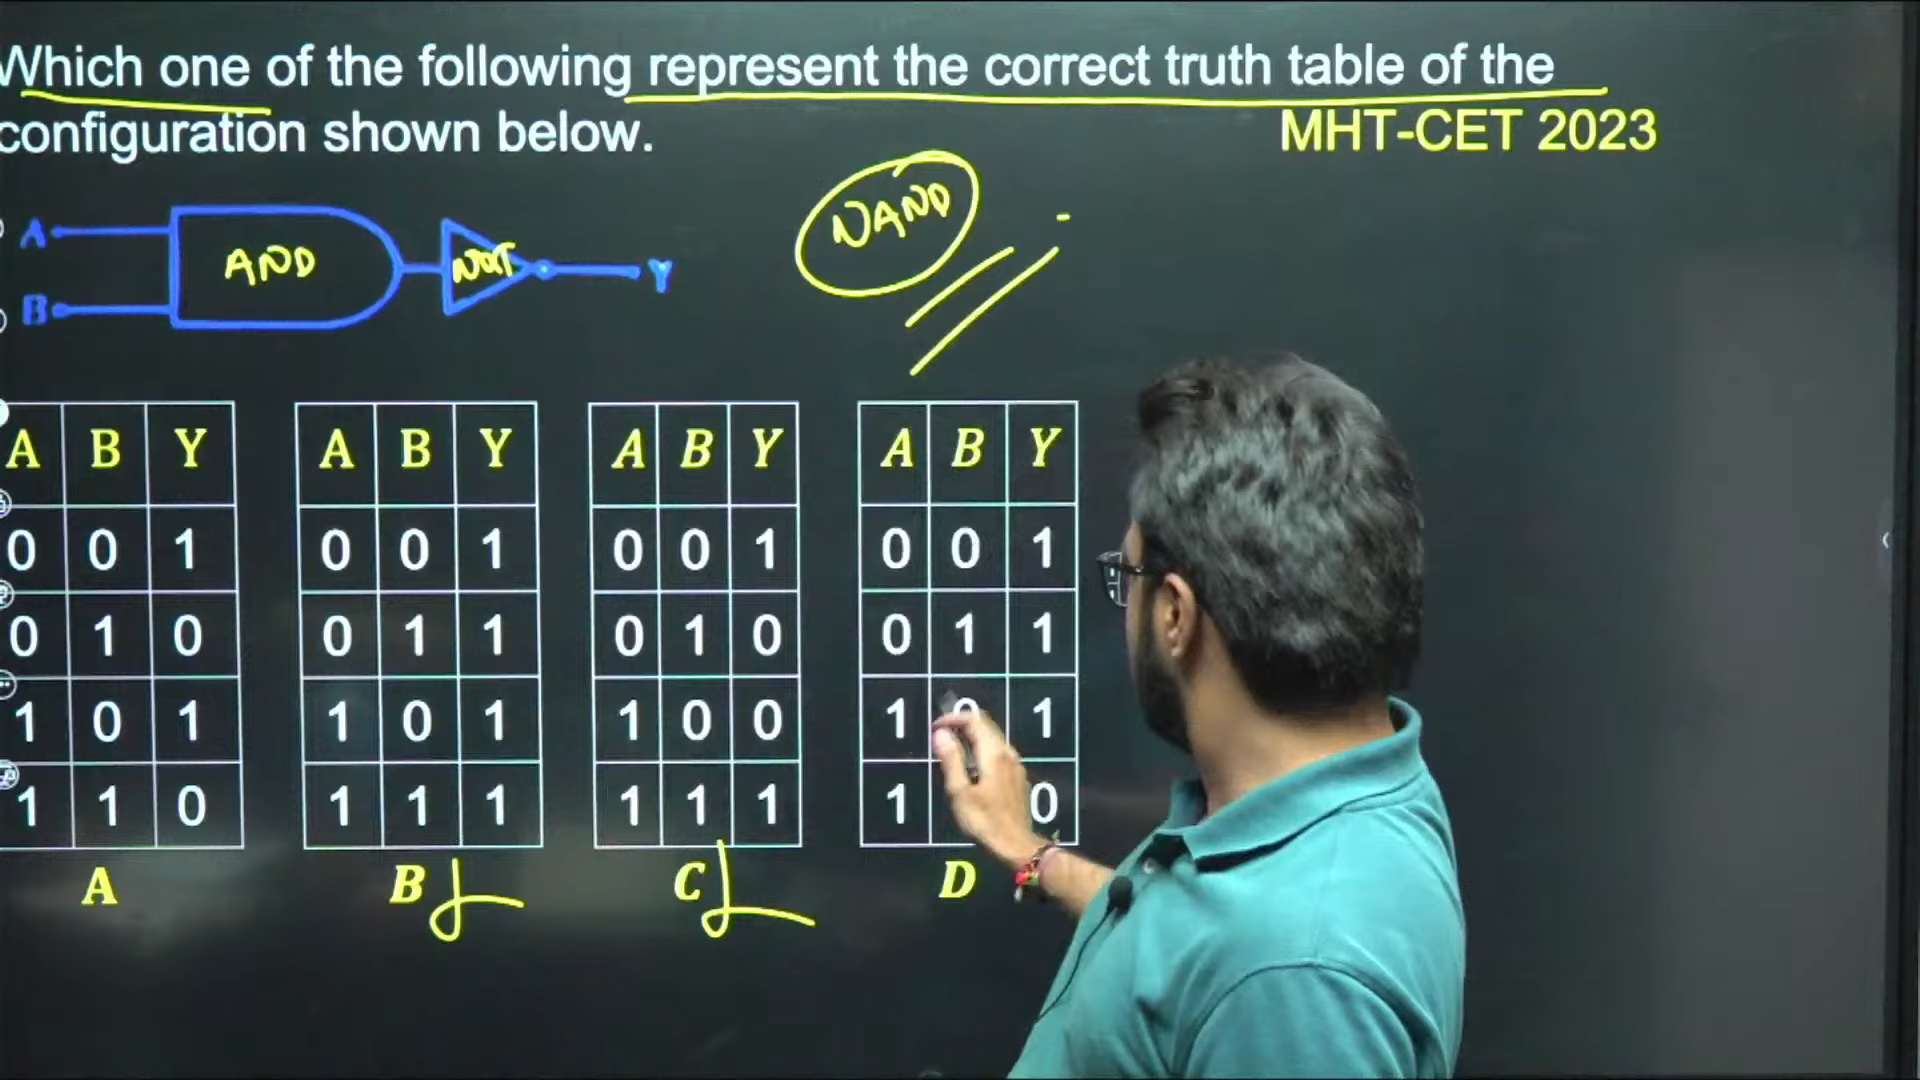 Which one of the following represent the correct truth table of the
configuration shown below.
MHT-CET 2023
NAND
A
AND
NOT
Y
B
A B Y
0 0 1
0 1 0
1 0 1
1 1 0
A
A B Y
0 0 1
0 1 1
1 0 1
1 1 1
B
A B Y
0 0 1
0 1 0
1 0 0
1 1 1
C
A B Y
0 0 1
0 1 1
1 0 1
1 0
D